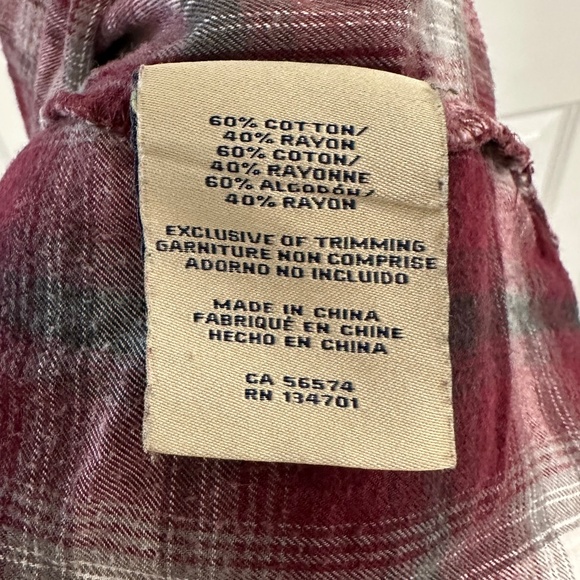 60% COTTON/
40% RAYON
60% COTON/
40% RAYONNE
60% ALGODÓN/
40% RAYON
EXCLUSIVE OF TRIMMING
GARNITURE NON COMPRISE
ADORNO NO INCLUIDO
MADE IN CHINA
FABRIQUÉ EN CHINE
HECHO EN CHINA
CA 56574
RN 134701